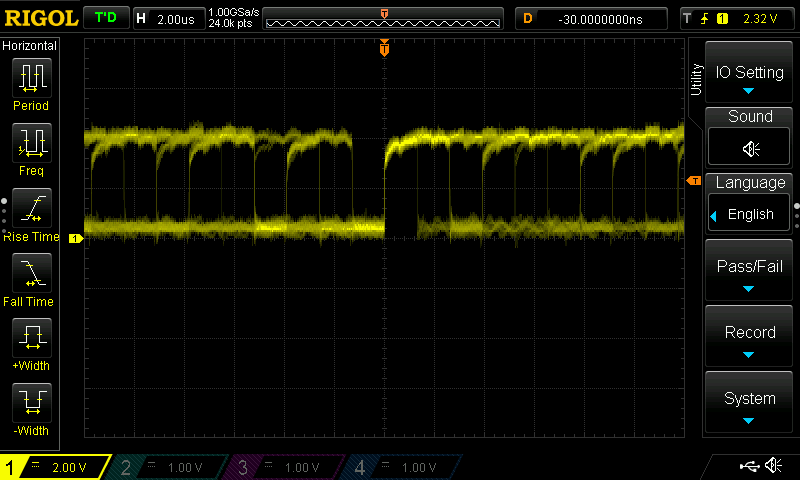 RIGOL T'D H 2.00us 1.00GSa/s 24.0k pts T D -30.0000000ns T 1 2.32 V
Horizontal
Period
Freq
Rise Time
Fall Time
+Width
-Width
T
T
1
Utility
IO Setting
Sound
Language
English
Pass/Fail
Record
System
1 2.00 V 2 1.00 V 3 1.00 V 4 1.00 V